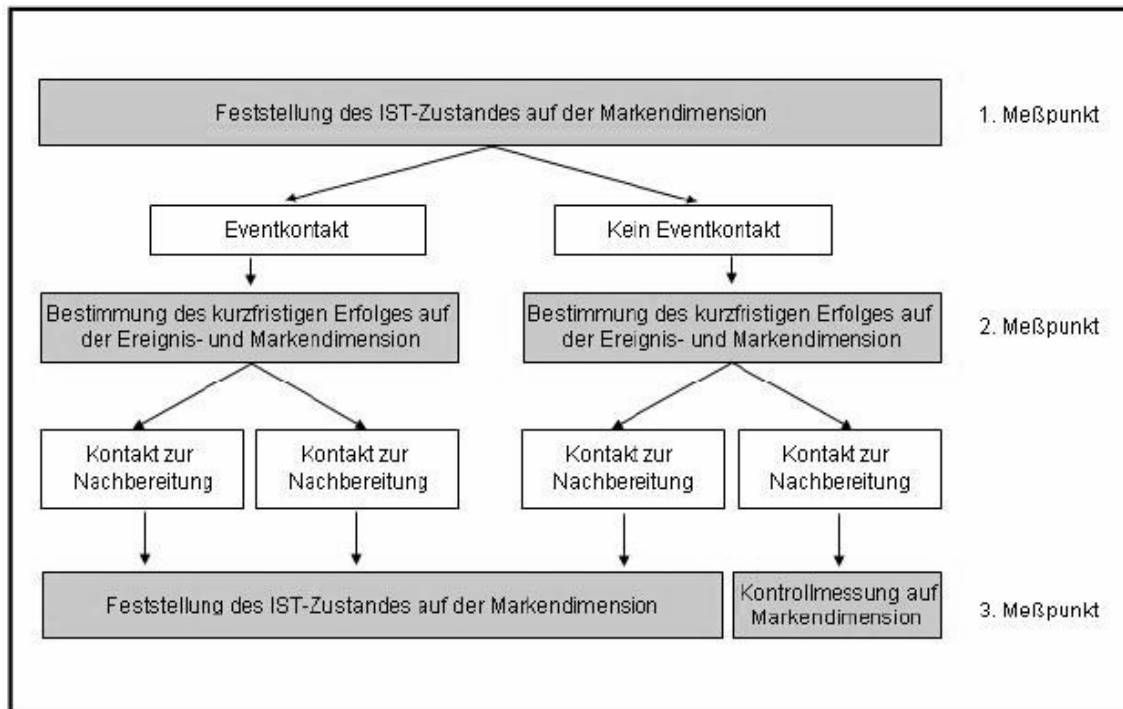 Feststellung des IST-Zustandes auf der Markendimension
1. Meßpunkt
Eventkontakt
Kein Eventkontakt
Bestimmung des kurzfristigen Erfolges auf
der Ereignis- und Markendimension
Bestimmung des kurzfristigen Erfolges auf
der Ereignis- und Markendimension
2. Meßpunkt
Kontakt zur
Nachbereitung
Kontakt zur
Nachbereitung
Kontakt zur
Nachbereitung
Kontakt zur
Nachbereitung
Feststellung des IST-Zustandes auf der Markendimension
Kontrollmessung auf
Markendimension
3. Meßpunkt